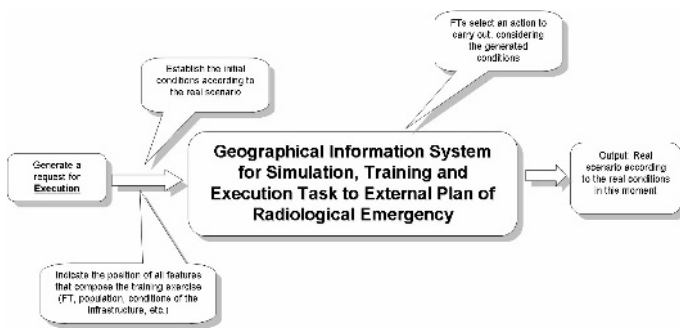 FTs select an action to
carry out, considering
the generated
conditions
Establish the initial
conditions according to
the real scenario
Generate a
request for
Execution
Geographical Information System
for Simulation, Training and
Execution Task to External Plan of
Radiological Emergency
Output: Real
scenario according
to the real conditions
in this moment
Indicate the position of all features
that compose the training exercise
(FT, population, conditions of the
infrastructure, etc.)